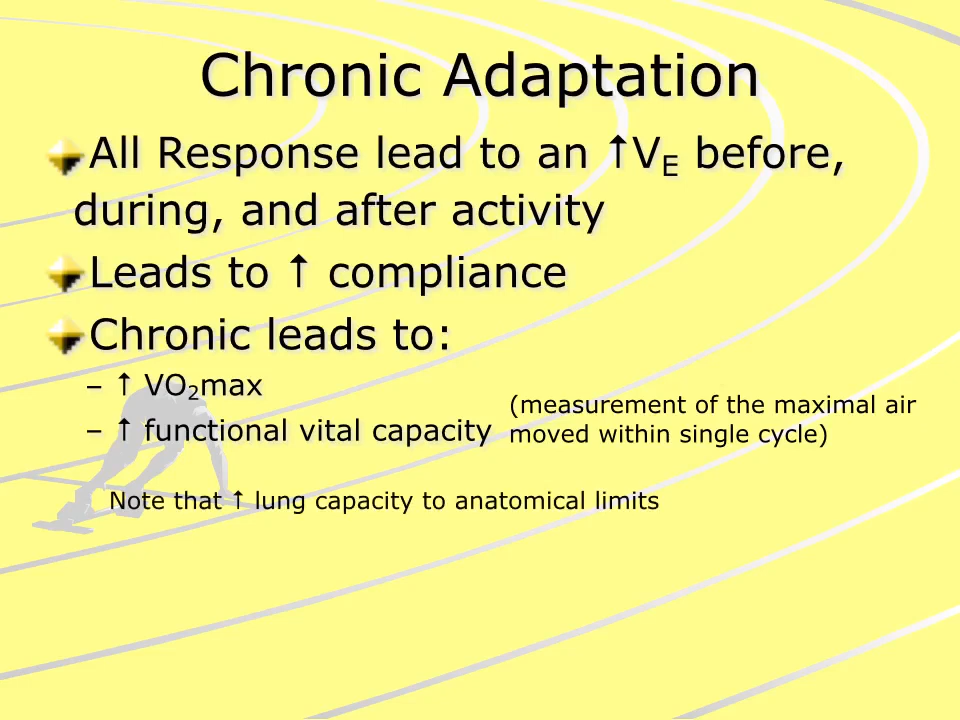 Chronic Adaptation
All Response lead to an ↑VE before,
during, and after activity
Leads to ↑ compliance
Chronic leads to:
– ↑ VO2max
– ↑ functional vital capacity
(measurement of the maximal air
moved within single cycle)
Note that ↑ lung capacity to anatomical limits